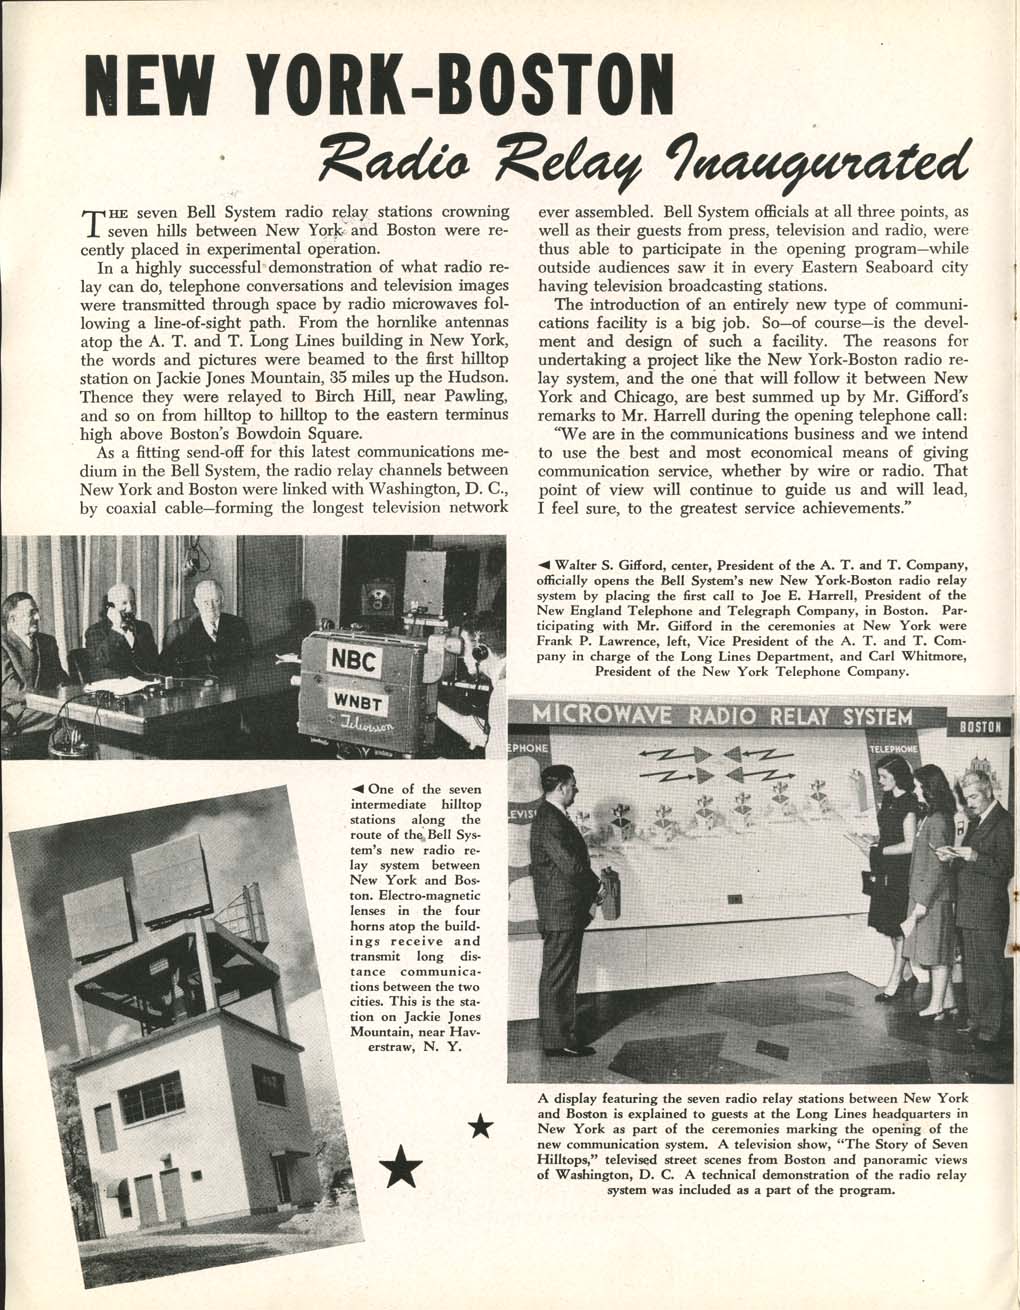 NEW YORK-BOSTON
Radio Relay Inaugurated
THE seven Bell System radio relay stations crowning
seven hills between New York and Boston were re-
cently placed in experimental operation.
In a highly successful demonstration of what radio re-
lay can do, telephone conversations and television images
were transmitted through space by radio microwaves fol-
lowing a line-of-sight path. From the hornlike antennas
atop the A. T. and T. Long Lines building in New York,
the words and pictures were beamed to the first hilltop
station on Jackie Jones Mountain, 35 miles up the Hudson.
Thence they were relayed to Birch Hill, near Pawling,
and so on from hilltop to hilltop to the eastern terminus
high above Boston's Bowdoin Square.
As a fitting send-off for this latest communications me-
dium in the Bell System, the radio relay channels between
New York and Boston were linked with Washington, D. C.,
by coaxial cable—forming the longest television network
ever assembled. Bell System officials at all three points, as
well as their guests from press, television and radio, were
thus able to participate in the opening program—while
outside audiences saw it in every Eastern Seaboard city
having television broadcasting stations.
The introduction of an entirely new type of communi-
cations facility is a big job. So—of course—is the devel-
ment and design of such a facility. The reasons for
undertaking a project like the New York-Boston radio re-
lay system, and the one that will follow it between New
York and Chicago, are best summed up by Mr. Gifford's
remarks to Mr. Harrell during the opening telephone call:
"We are in the communications business and we intend
to use the best and most economical means of giving
communication service, whether by wire or radio. That
point of view will continue to guide us and will lead,
I feel sure, to the greatest service achievements."
NBC
WNBT
Television
◄ Walter S. Gifford, center, President of the A. T. and T. Company,
officially opens the Bell System's new New York-Boston radio relay
system by placing the first call to Joe E. Harrell, President of the
New England Telephone and Telegraph Company, in Boston. Par-
ticipating with Mr. Gifford in the ceremonies at New York were
Frank P. Lawrence, left, Vice President of the A. T. and T. Com-
pany in charge of the Long Lines Department, and Carl Whitmore,
President of the New York Telephone Company.
MICROWAVE RADIO RELAY SYSTEM
BOSTON
EPHONE
TELEPHONE
LEVIS
◄ One of the seven
intermediate hilltop
stations along the
route of the Bell Sys-
tem's new radio re-
lay system between
New York and Bos-
ton. Electro-magnetic
lenses in the four
horns atop the build-
ings receive and
transmit long dis-
tance communica-
tions between the two
cities. This is the sta-
tion on Jackie Jones
Mountain, near Hav-
erstraw, N. Y.
A display featuring the seven radio relay stations between New York
and Boston is explained to guests at the Long Lines headquarters in
New York as part of the ceremonies marking the opening of the
new communication system. A television show, "The Story of Seven
Hilltops," televised street scenes from Boston and panoramic views
of Washington, D. C. A technical demonstration of the radio relay
system was included as a part of the program.